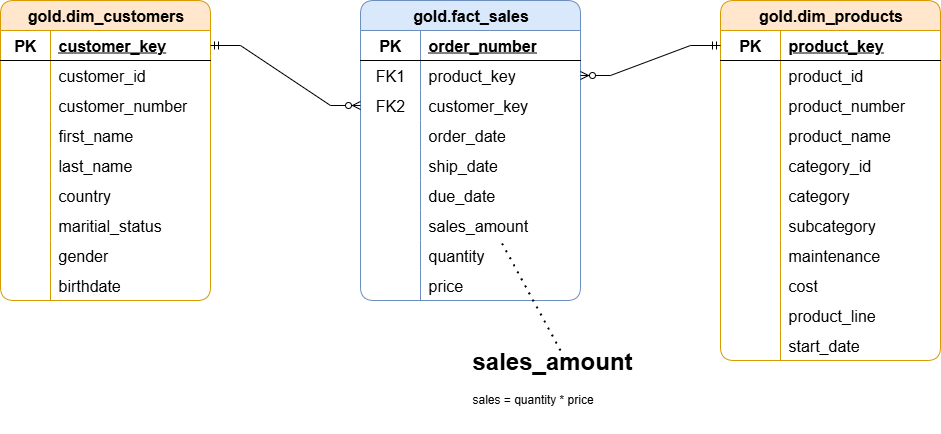 gold.dim_customers
PK customer_key
customer_id
customer_number
first_name
last_name
country
maritial_status
gender
birthdate
gold.fact_sales
PK order_number
FK1 product_key
FK2 customer_key
order_date
ship_date
due_date
sales_amount
quantity
price
gold.dim_products
PK product_key
product_id
product_number
product_name
category_id
category
subcategory
maintenance
cost
product_line
start_date
sales_amount
sales = quantity * price